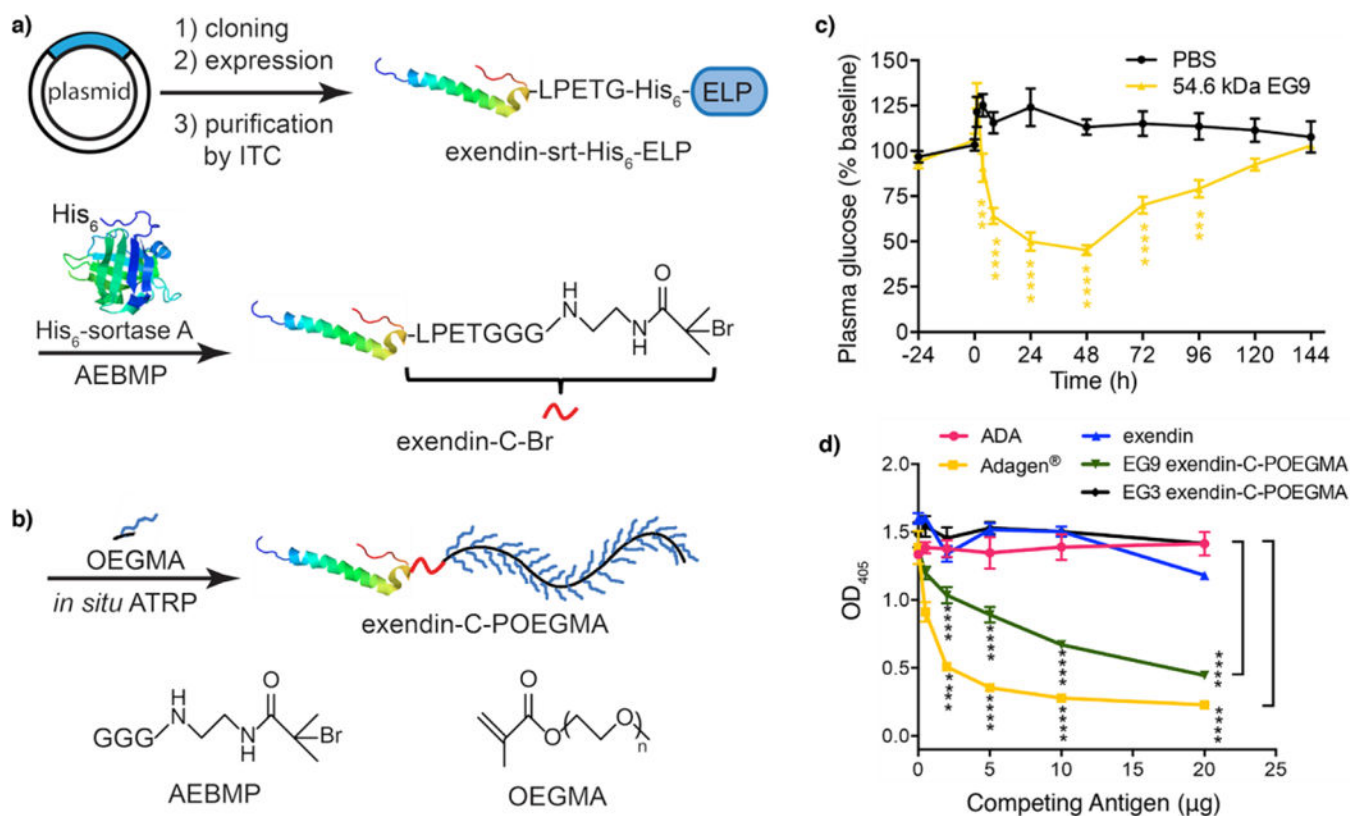 a)
plasmid
1) cloning
2) expression
3) purification
by ITC
-LPETG-His6-
ELP
exendin-srt-His6-ELP
His6
His6-sortase A
AEBMP
-LPETGGG
H
N
N
H
O
Br
exendin-C-Br
b)
OEGMA
in situ ATRP
exendin-C-POEGMA
GGG
H
N
N
H
O
Br
AEBMP
O
O
O
n
OEGMA
c)
PBS
54.6 kDa EG9
Plasma glucose (% baseline)
150
125
100
75
50
25
0
-24 0 24 48 72 96 120 144
Time (h)
***
****
****
****
****
***
d)
ADA
Adagen®
exendin
EG9 exendin-C-POEGMA
EG3 exendin-C-POEGMA
OD405
2.0
1.5
1.0
0.5
0.0
****
****
****
****
****
****
****
****
0 5 10 15 20 25
Competing Antigen (µg)